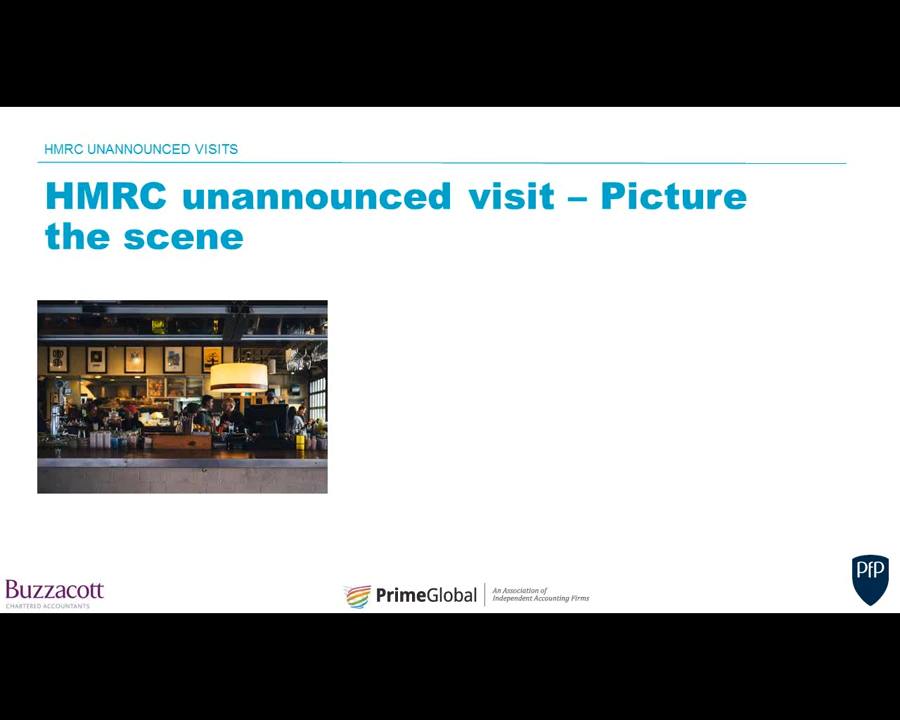 HMRC UNANNOUNCED VISITS
HMRC unannounced visit – Picture
the scene
Buzzacott
CHARTERED ACCOUNTANTS
PrimeGlobal
An Association of
Independent Accounting Firms
PfP